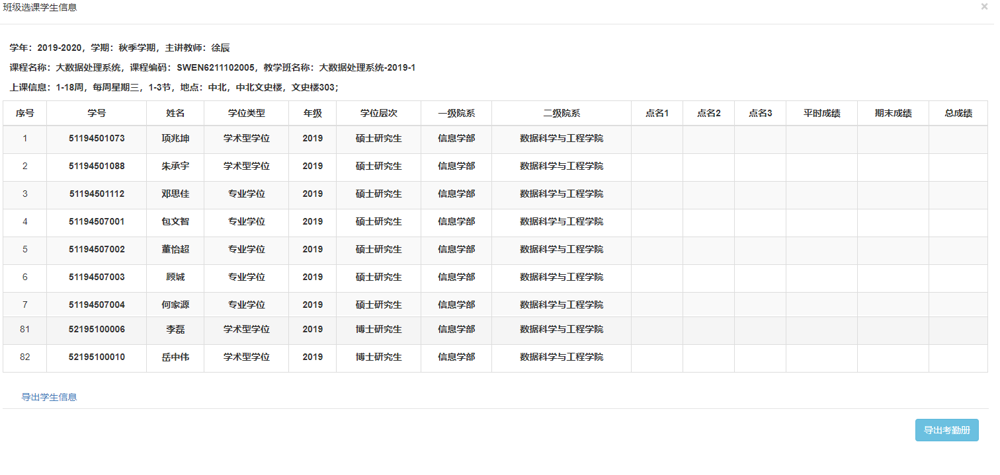 班级选课学生信息
×
学年：2019-2020，学期：秋季学期，主讲教师：徐辰
课程名称：大数据处理系统，课程编码：SWEN6211102005，教学班名称：大数据处理系统-2019-1
上课信息：1-18周，每周星期三，1-3节，地点：中北，中北文史楼，文史楼303；
序号 学号 姓名 学位类型 年级 学位层次 一级院系 二级院系 点名1 点名2 点名3 平时成绩 期末成绩 总成绩
1 51194501073 项兆坤 学术型学位 2019 硕士研究生 信息学部 数据科学与工程学院
2 51194501088 朱承宇 学术型学位 2019 硕士研究生 信息学部 数据科学与工程学院
3 51194501112 邓思佳 专业学位 2019 硕士研究生 信息学部 数据科学与工程学院
4 51194507001 包文智 专业学位 2019 硕士研究生 信息学部 数据科学与工程学院
5 51194507002 董怡超 专业学位 2019 硕士研究生 信息学部 数据科学与工程学院
6 51194507003 顾城 专业学位 2019 硕士研究生 信息学部 数据科学与工程学院
7 51194507004 何家源 专业学位 2019 硕士研究生 信息学部 数据科学与工程学院
81 52195100006 李磊 学术型学位 2019 博士研究生 信息学部 数据科学与工程学院
82 52195100010 岳中伟 学术型学位 2019 博士研究生 信息学部 数据科学与工程学院
导出学生信息
导出考勤册